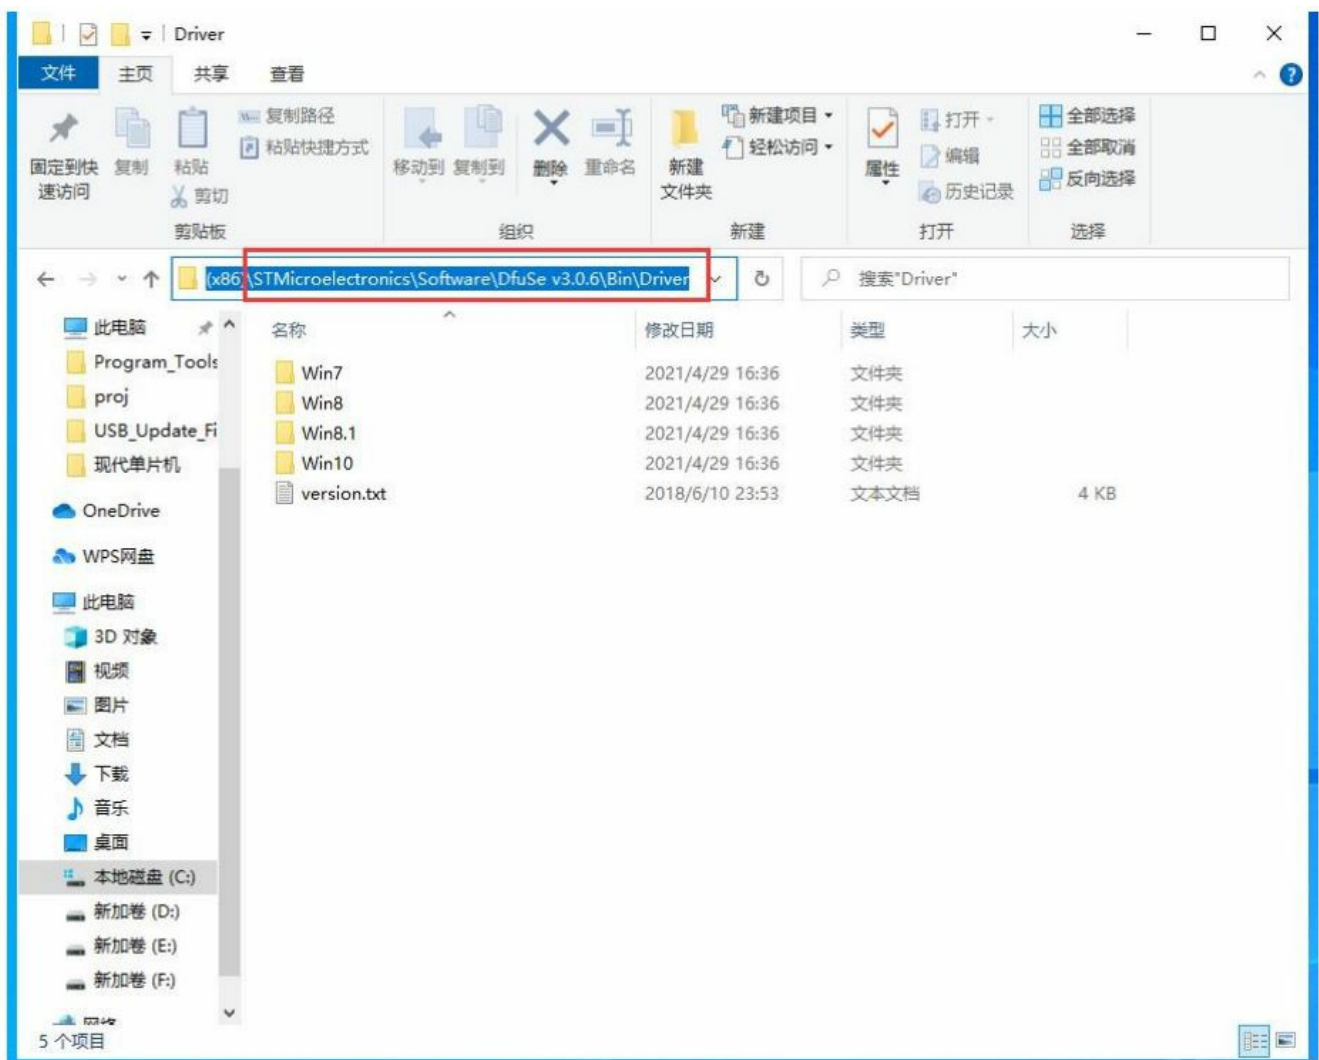 Driver
文件 主页 共享 查看
固定到快速访问 复制 粘贴 复制路径 粘贴快捷方式 剪切
移动到 复制到 删除 重命名
新建文件夹 新建项目 轻松访问
属性 打开 编辑 历史记录
全部选择 全部取消 反向选择
剪贴板 组织 新建 打开 选择
(x86)\STMicroelectronics\Software\DfuSe v3.0.6\Bin\Driver
搜索"Driver"
此电脑
Program_Tools
proj
USB_Update_Fi
现代单片机
OneDrive
WPS网盘
此电脑
3D 对象
视频
图片
文档
下载
音乐
桌面
本地磁盘 (C:)
新加卷 (D:)
新加卷 (E:)
新加卷 (F:)
网络
名称 修改日期 类型 大小
Win7 2021/4/29 16:36 文件夹
Win8 2021/4/29 16:36 文件夹
Win8.1 2021/4/29 16:36 文件夹
Win10 2021/4/29 16:36 文件夹
version.txt 2018/6/10 23:53 文本文档 4 KB
5 个项目